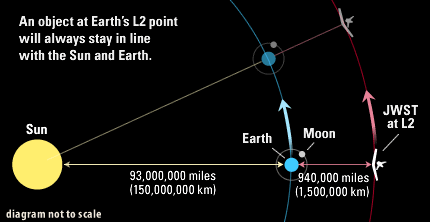 An object at Earth's L2 point
will always stay in line
with the Sun and Earth.
Sun
Earth
Moon
JWST
at L2
93,000,000 miles
(150,000,000 km)
940,000 miles
(1,500,000 km)
diagram not to scale